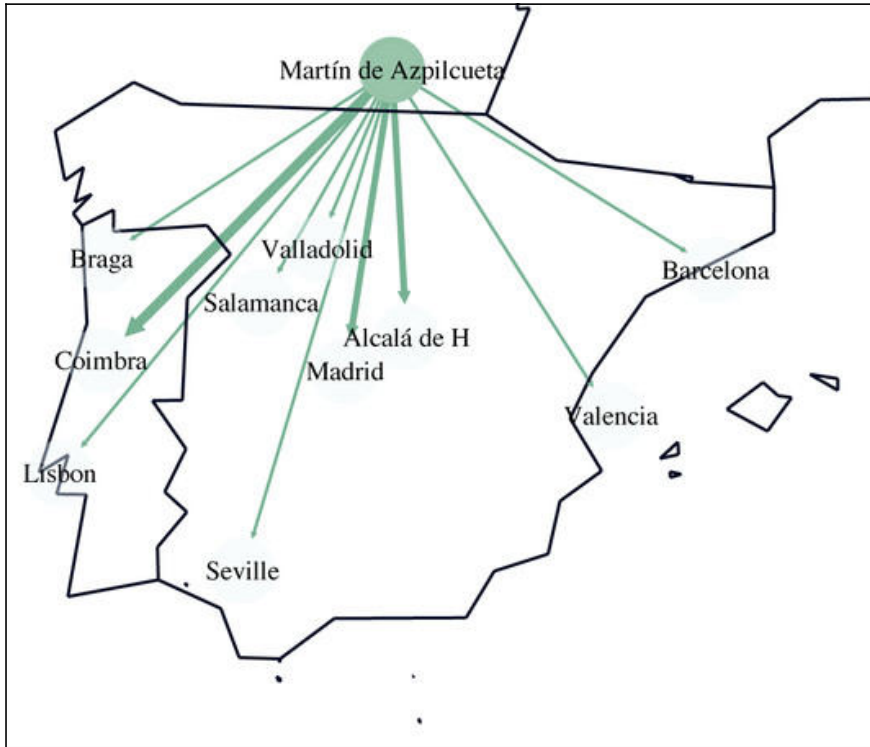 Martín de Azpilcueta
Valladolid
Braga
Barcelona
Salamanca
Alcalá de H
Coimbra
Madrid
Valencia
Lisbon
Seville